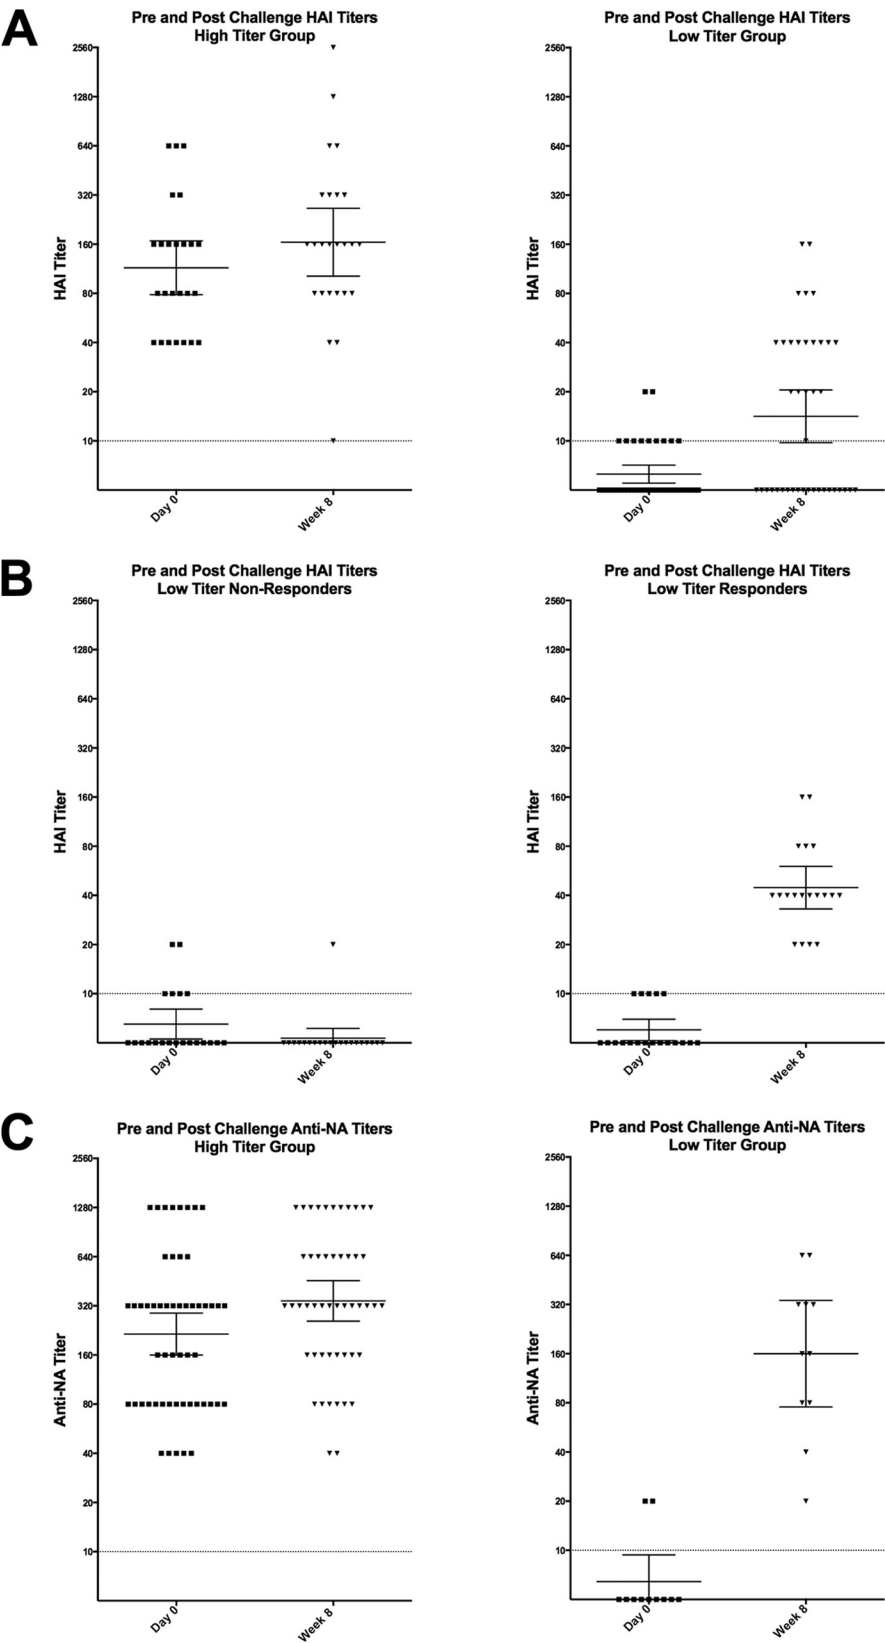 A
Pre and Post Challenge HAI Titers
High Titer Group
HAI Titer
2560
1280
640
320
160
80
40
20
10
Day 0
Week 8
Pre and Post Challenge HAI Titers
Low Titer Group
HAI Titer
2560
1280
640
320
160
80
40
20
10
Day 0
Week 8
B
Pre and Post Challenge HAI Titers
Low Titer Non-Responders
HAI Titer
2560
1280
640
320
160
80
40
20
10
Day 0
Week 8
Pre and Post Challenge HAI Titers
Low Titer Responders
HAI Titer
2560
1280
640
320
160
80
40
20
10
Day 0
Week 8
C
Pre and Post Challenge Anti-NA Titers
High Titer Group
Anti-NA Titer
2560
1280
640
320
160
80
40
20
10
Day 0
Week 8
Pre and Post Challenge Anti-NA Titers
Low Titer Group
Anti-NA Titer
2560
1280
640
320
160
80
40
20
10
Day 0
Week 8